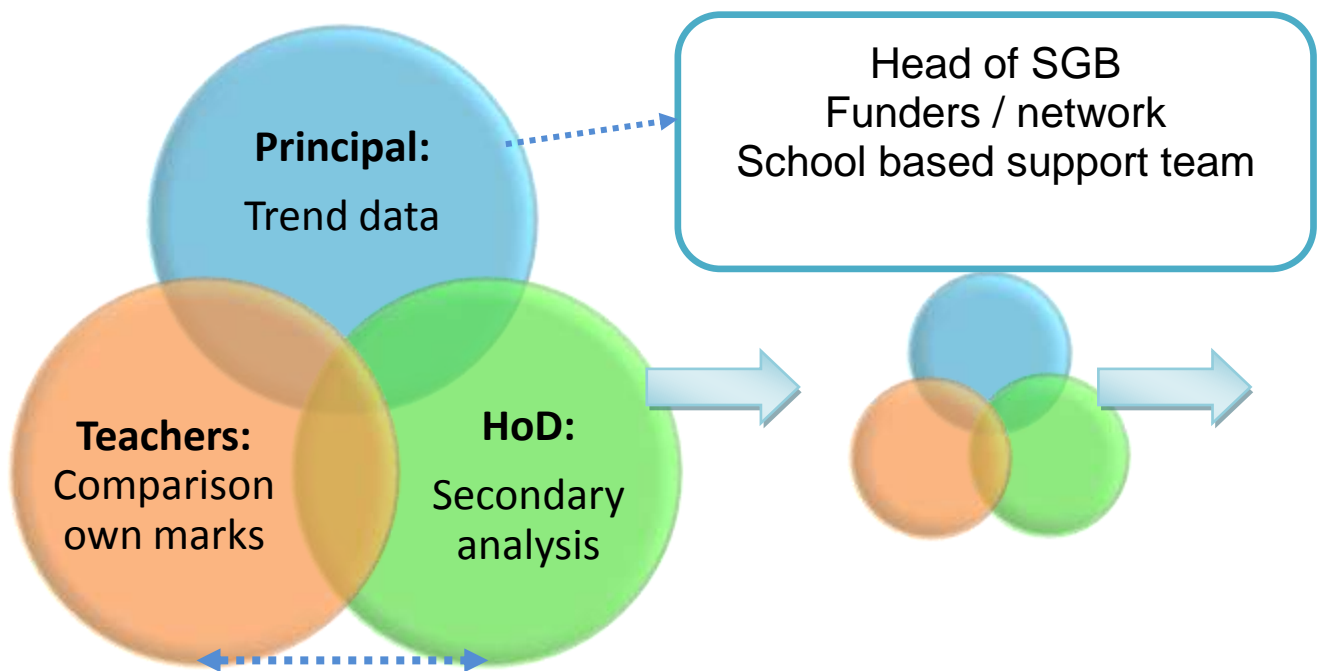 Head of SGB
Funders / network
School based support team
Principal:
Trend data
Teachers:
Comparison
own marks
HoD:
Secondary
analysis